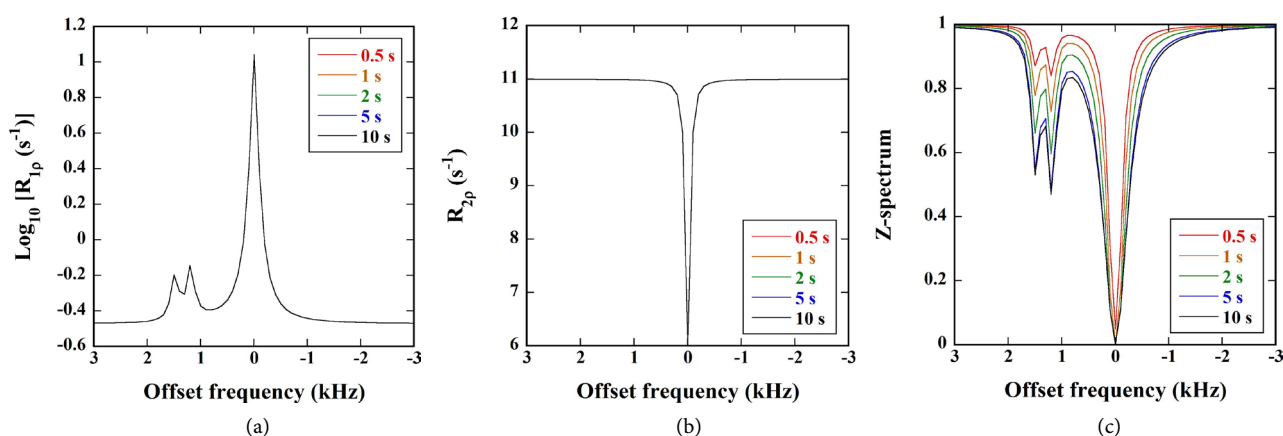 1.2
1
0.8
0.6
0.4
0.2
0
-0.2
-0.4
-0.6
3 2 1 0 -1 -2 -3
Log10 [R1ρ (s-1)]
Offset frequency (kHz)
0.5 s
1 s
2 s
5 s
10 s
(a)
12
11
10
9
8
7
6
3 2 1 0 -1 -2 -3
R2ρ (s-1)
Offset frequency (kHz)
0.5 s
1 s
2 s
5 s
10 s
(b)
1
0.8
0.6
0.4
0.2
0
3 2 1 0 -1 -2 -3
Z-spectrum
Offset frequency (kHz)
0.5 s
1 s
2 s
5 s
10 s
(c)